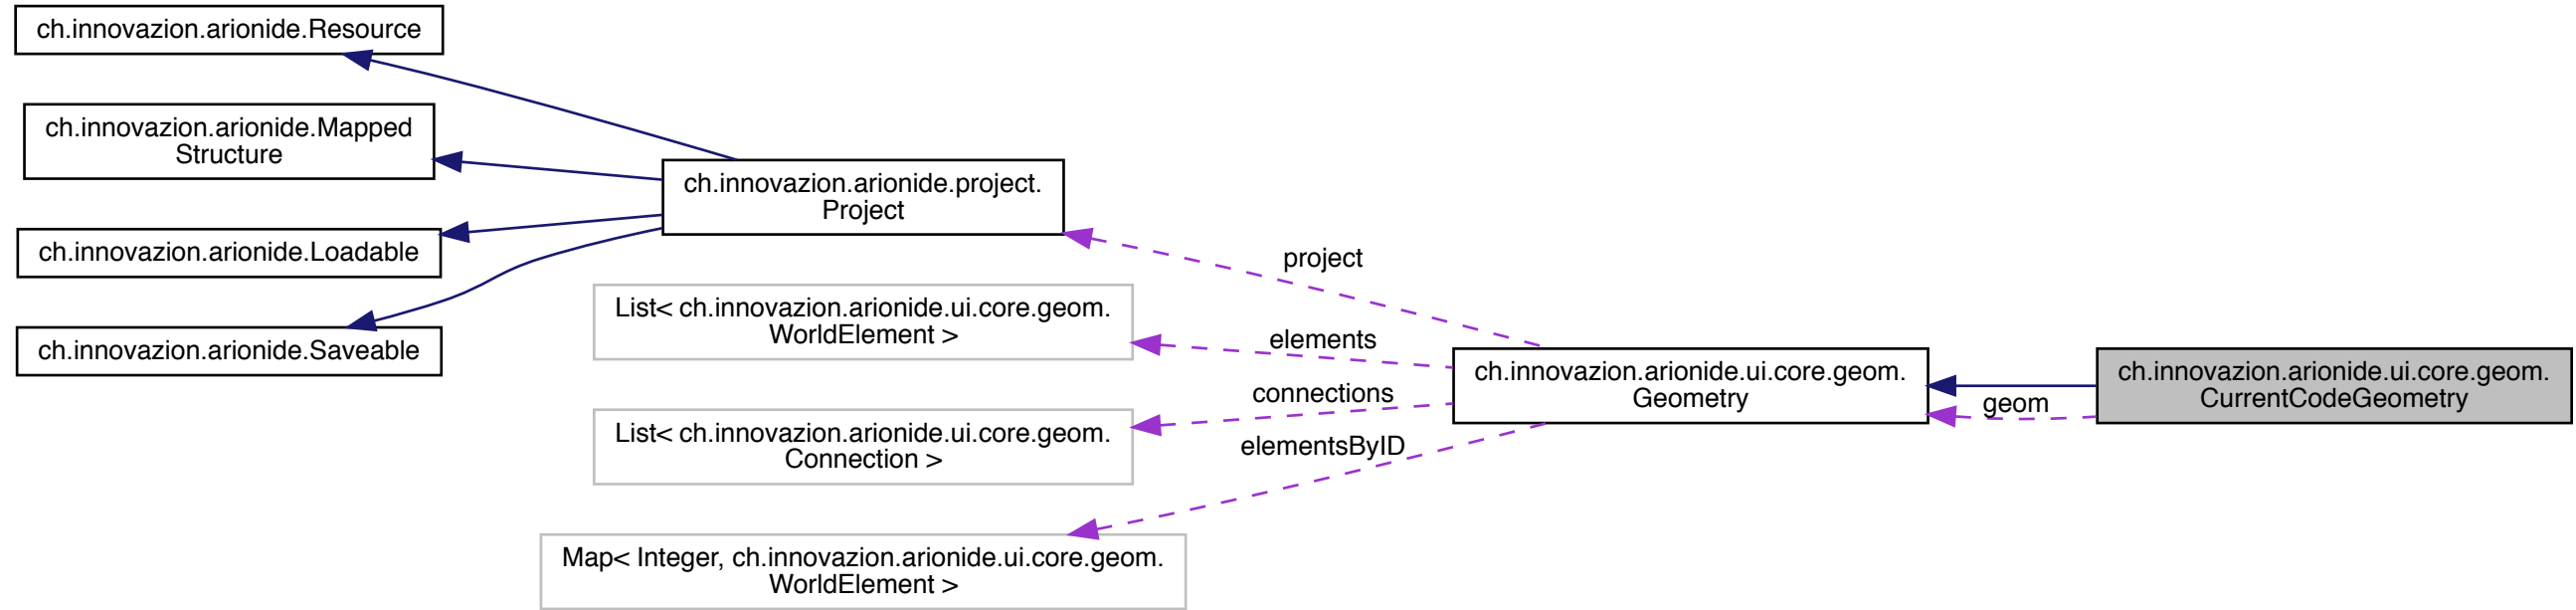 ch.innovazion.arionide.Resource
ch.innovazion.arionide.Mapped
Structure
ch.innovazion.arionide.Loadable
ch.innovazion.arionide.Saveable
ch.innovazion.arionide.project.
Project
List< ch.innovazion.arionide.ui.core.geom.
WorldElement >
List< ch.innovazion.arionide.ui.core.geom.
Connection >
Map< Integer, ch.innovazion.arionide.ui.core.geom.
WorldElement >
project
elements
connections
elementsByID
ch.innovazion.arionide.ui.core.geom.
Geometry
geom
ch.innovazion.arionide.ui.core.geom.
CurrentCodeGeometry